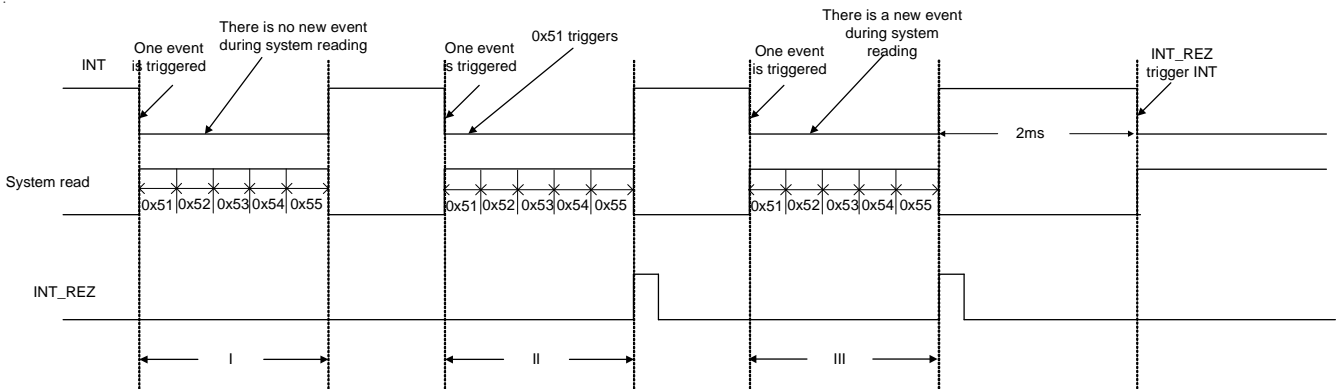 There is no new event
during system reading
One event
is triggered
INT
One event
is triggered
0x51 triggers
There is a new event
during system
reading
One event
is triggered
INT_REZ
trigger INT
2ms
System read
0x51 0x52 0x53 0x54 0x55
0x51 0x52 0x53 0x54 0x55
0x51 0x52 0x53 0x54 0x55
INT_REZ
I
II
III